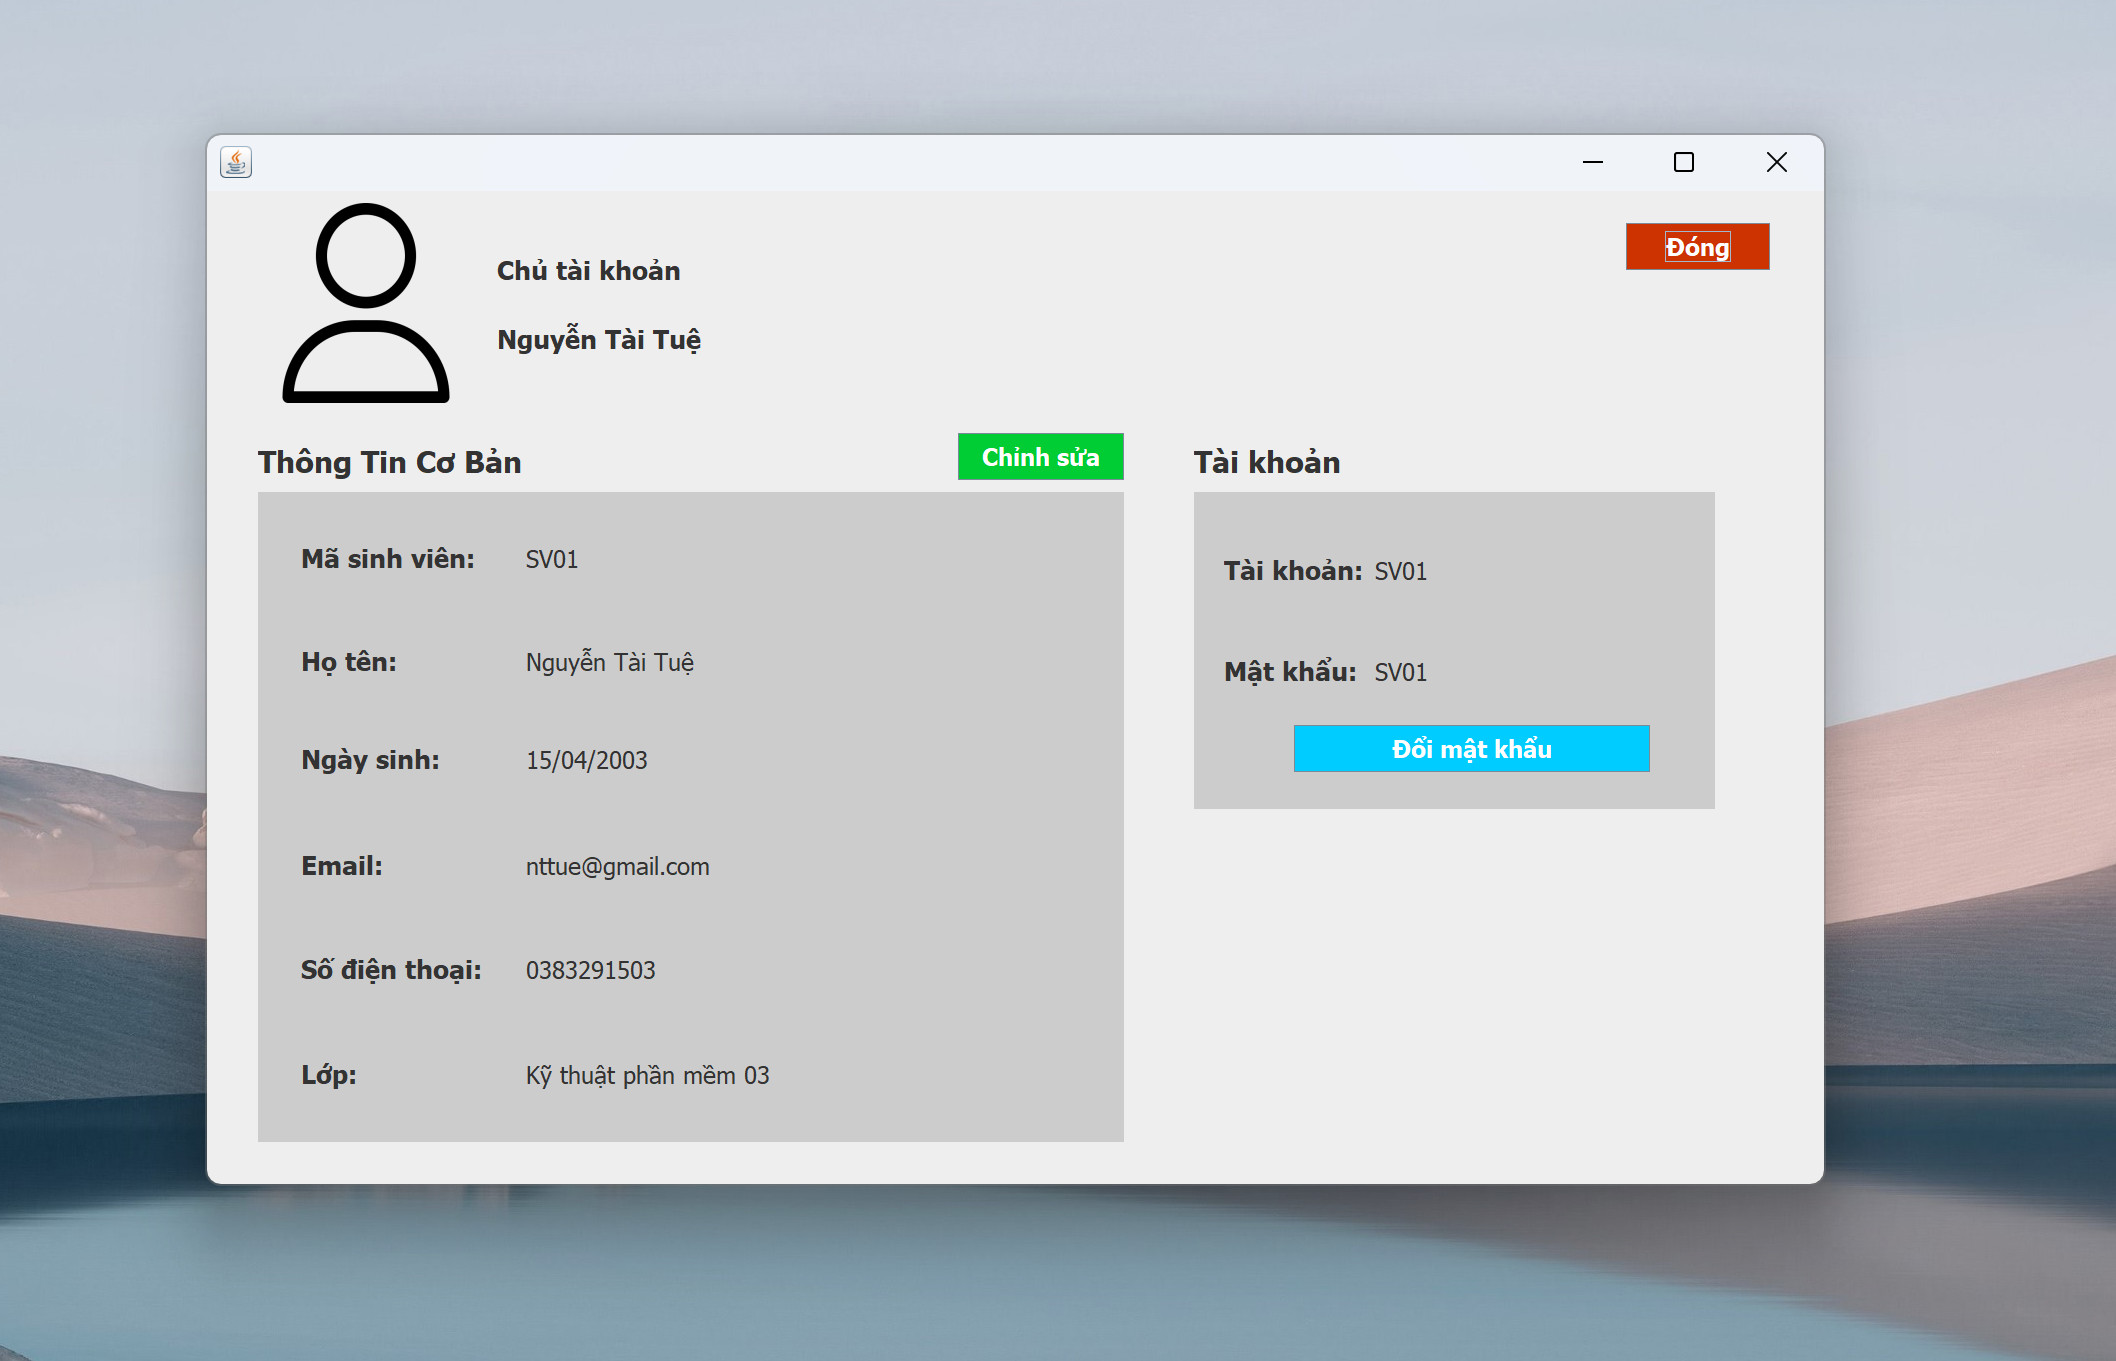 Đóng
Chủ tài khoản
Nguyễn Tài Tuệ
Thông Tin Cơ Bản
Chỉnh sửa
Mã sinh viên: SV01
Họ tên: Nguyễn Tài Tuệ
Ngày sinh: 15/04/2003
Email: nttue@gmail.com
Số điện thoại: 0383291503
Lớp: Kỹ thuật phần mềm 03
Tài khoản
Tài khoản: SV01
Mật khẩu: SV01
Đổi mật khẩu